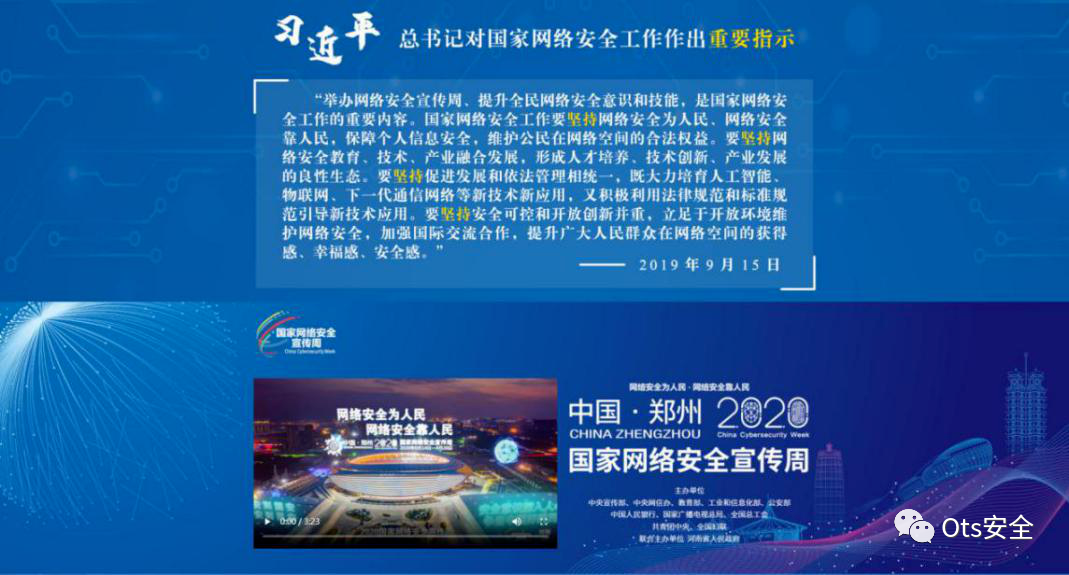 习近平 总书记对国家网络安全工作作出重要指示
“举办网络安全宣传周、提升全民网络安全意识和技能，是国家网络安
全工作的重要内容。国家网络安全工作要坚持网络安全为人民、网络安全
靠人民，保障个人信息安全，维护公民在网络空间的合法权益。要坚持网
络安全教育、技术、产业融合发展，形成人才培养、技术创新、产业发展
的良性生态。要坚持促进发展和依法管理相统一，既大力培育人工智能、
物联网、下一代通信网络等新技术新应用，又积极利用法律规范和标准规
范引导新技术应用。要坚持安全可控和开放创新并重，立足于开放环境维
护网络安全，加强国际交流合作，提升广大人民群众在网络空间的获得
感、幸福感、安全感。”
—— 2019年9月15日
国家网络安全
宣传周
China Cybersecurity Week
网络安全为人民
网络安全靠人民
中国·郑州 2020 国家网络安全宣传周
0:00 / 3:23
网络安全为人民·网络安全靠人民
中国·郑州 2020
CHINA ZHENGZHOU China Cybersecurity Week
国家网络安全宣传周
主办单位
中央宣传部、中央网信办、教育部、工业和信息化部、公安部
中国人民银行、国家广播电视总局、全国总工会
共青团中央、全国妇联
联合主办单位 河南省人民政府
Ots安全